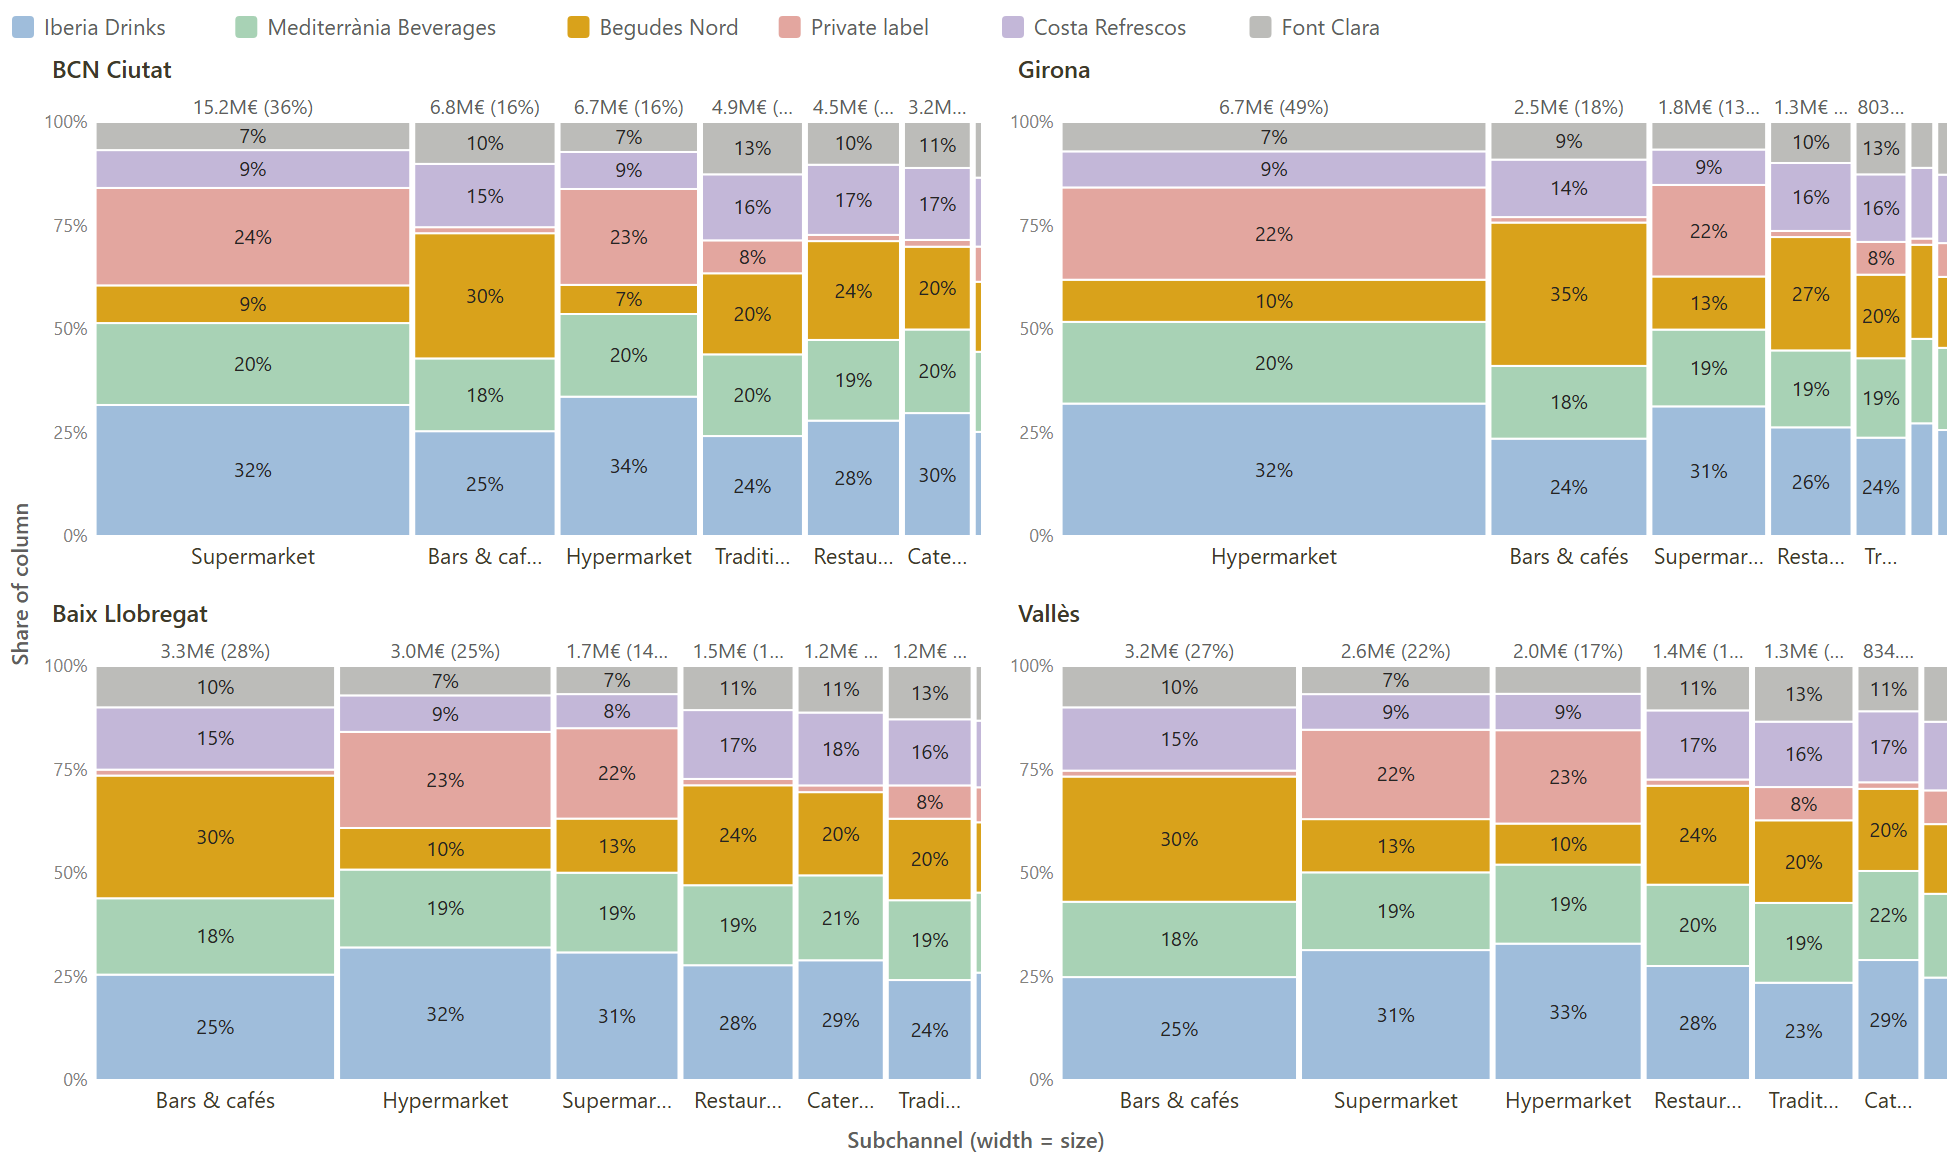 Iberia Drinks Mediterrània Beverages Begudes Nord Private label Costa Refrescos Font Clara
BCN Ciutat
15.2M€ (36%) 6.8M€ (16%) 6.7M€ (16%) 4.9M€ (... 4.5M€ (... 3.2M...
100% 75% 50% 25% 0%
7% 9% 24% 9% 20% 32%
10% 15% 30% 18% 25%
7% 9% 23% 7% 20% 34%
13% 16% 8% 20% 20% 24%
10% 17% 24% 19% 28%
11% 17% 20% 20% 30%
Supermarket Bars & caf... Hypermarket Traditi... Restau... Cate...
Girona
6.7M€ (49%) 2.5M€ (18%) 1.8M€ (13... 1.3M€ ... 803...
100% 75% 50% 25% 0%
7% 9% 22% 10% 20% 32%
9% 14% 35% 18% 24%
9% 22% 13% 19% 31%
10% 16% 27% 19% 26%
13% 16% 8% 20% 19% 24%
Hypermarket Bars & cafés Supermar... Resta... Tr...
Baix Llobregat
3.3M€ (28%) 3.0M€ (25%) 1.7M€ (14... 1.5M€ (1... 1.2M€ ... 1.2M€ ...
100% 75% 50% 25% 0%
10% 15% 30% 18% 25%
7% 9% 23% 10% 19% 32%
7% 8% 22% 13% 19% 31%
11% 17% 24% 19% 28%
11% 18% 20% 21% 29%
13% 16% 8% 20% 19% 24%
Bars & cafés Hypermarket Supermar... Restaur... Cater... Tradi...
Vallès
3.2M€ (27%) 2.6M€ (22%) 2.0M€ (17%) 1.4M€ (1... 1.3M€ (... 834....
100% 75% 50% 25% 0%
10% 15% 30% 18% 25%
7% 9% 22% 13% 19% 31%
9% 23% 10% 19% 33%
11% 17% 24% 20% 28%
13% 16% 8% 20% 19% 23%
11% 17% 20% 22% 29%
Bars & cafés Supermarket Hypermarket Restaur... Tradit... Cat...
Share of column
Subchannel (width = size)